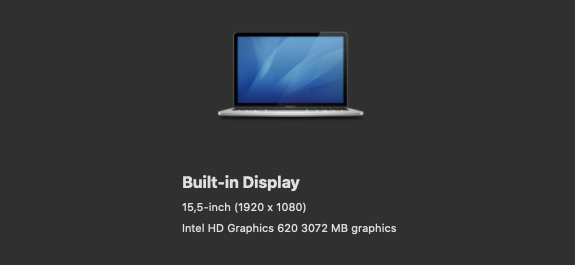 Built-in Display
15,5-inch (1920 x 1080)
Intel HD Graphics 620 3072 MB graphics